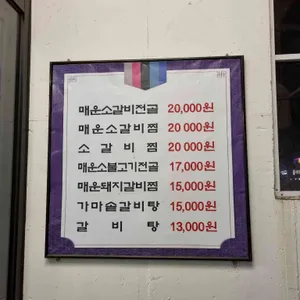 매운소갈비전골 20,000원
매운소갈비찜 20 000원
소갈비찜 20 000원
매운소불고기전골 17,000원
매운돼지갈비찜 15,000원
가마솥갈비탕 15,000원
갈비탕 13,000원